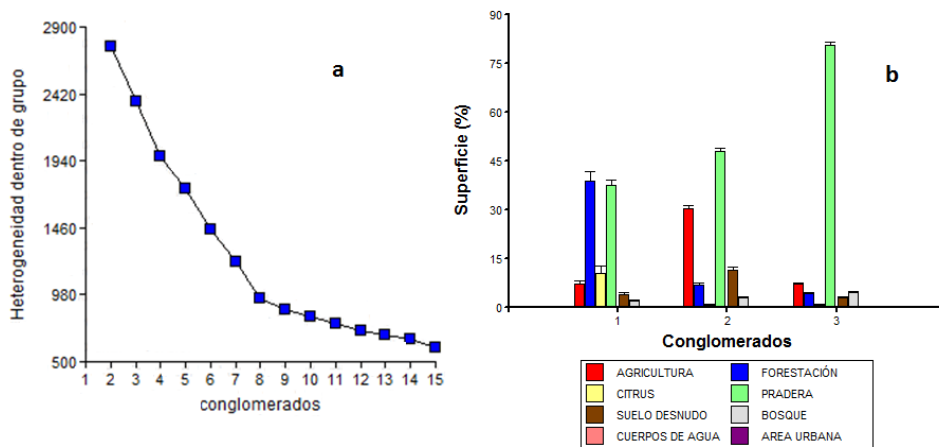 a
Heterogeneidad dentro de grupo
2900
2420
1940
1460
980
500
1 2 3 4 5 6 7 8 9 10 11 12 13 14 15
conglomerados
b
Superficie (%)
90
75
60
45
30
15
0
1 2 3
Conglomerados
AGRICULTURA
FORESTACIÓN
CITRUS
PRADERA
SUELO DESNUDO
BOSQUE
CUERPOS DE AGUA
AREA URBANA